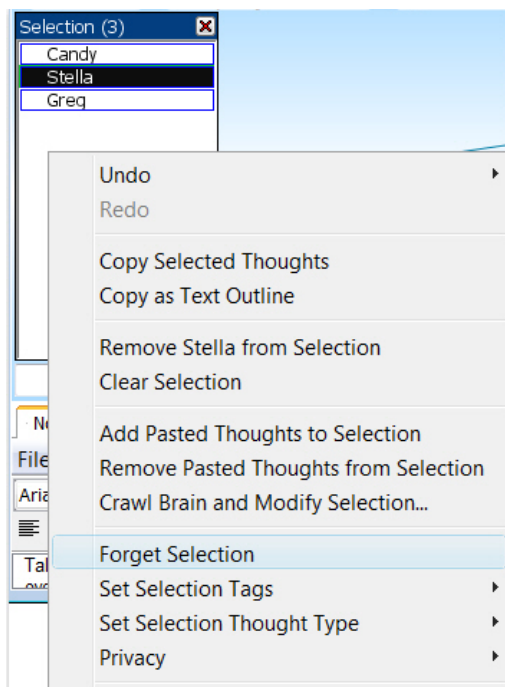 Selection (3)
Candy
Stella
Greg
Undo
Redo
Copy Selected Thoughts
Copy as Text Outline
Remove Stella from Selection
Clear Selection
Add Pasted Thoughts to Selection
Remove Pasted Thoughts from Selection
Crawl Brain and Modify Selection...
File
Forget Selection
Set Selection Tags
Set Selection Thought Type
Privacy